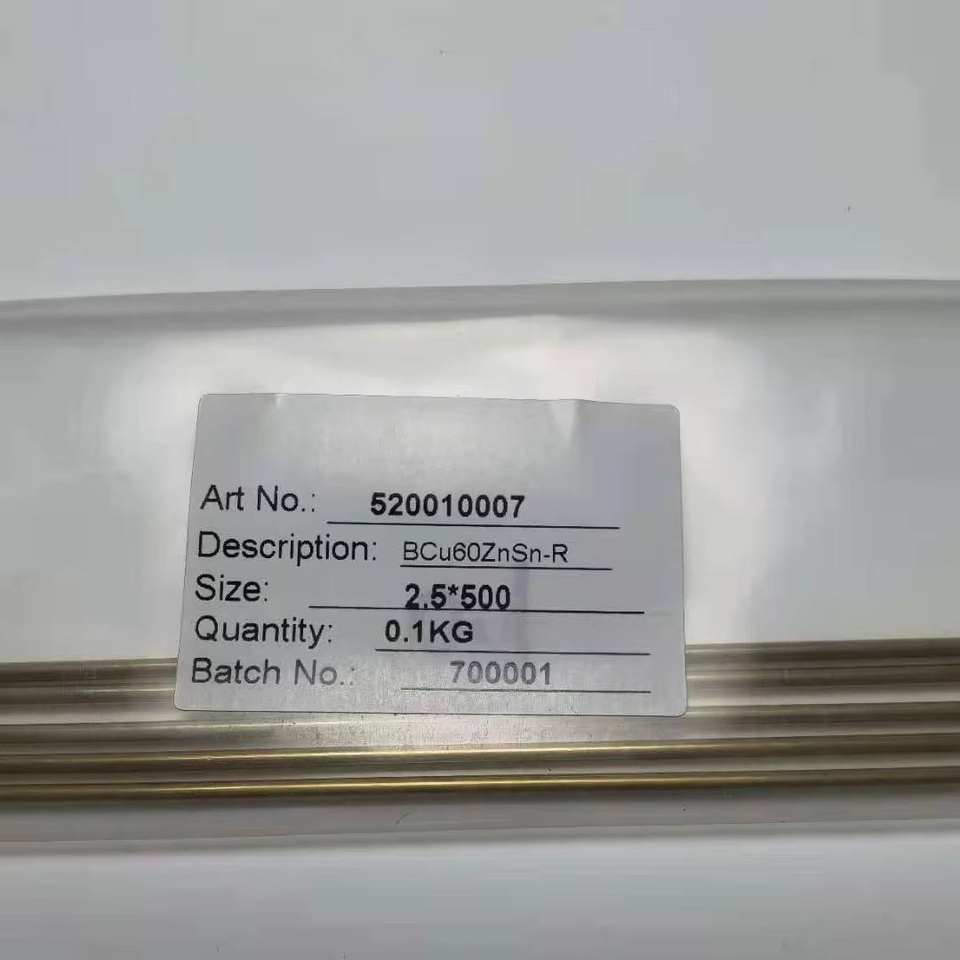 Art No.: 520010007
Description: BCu60ZnSn-R
Size: 2.5*500
Quantity: 0.1KG
Batch No.: 700001